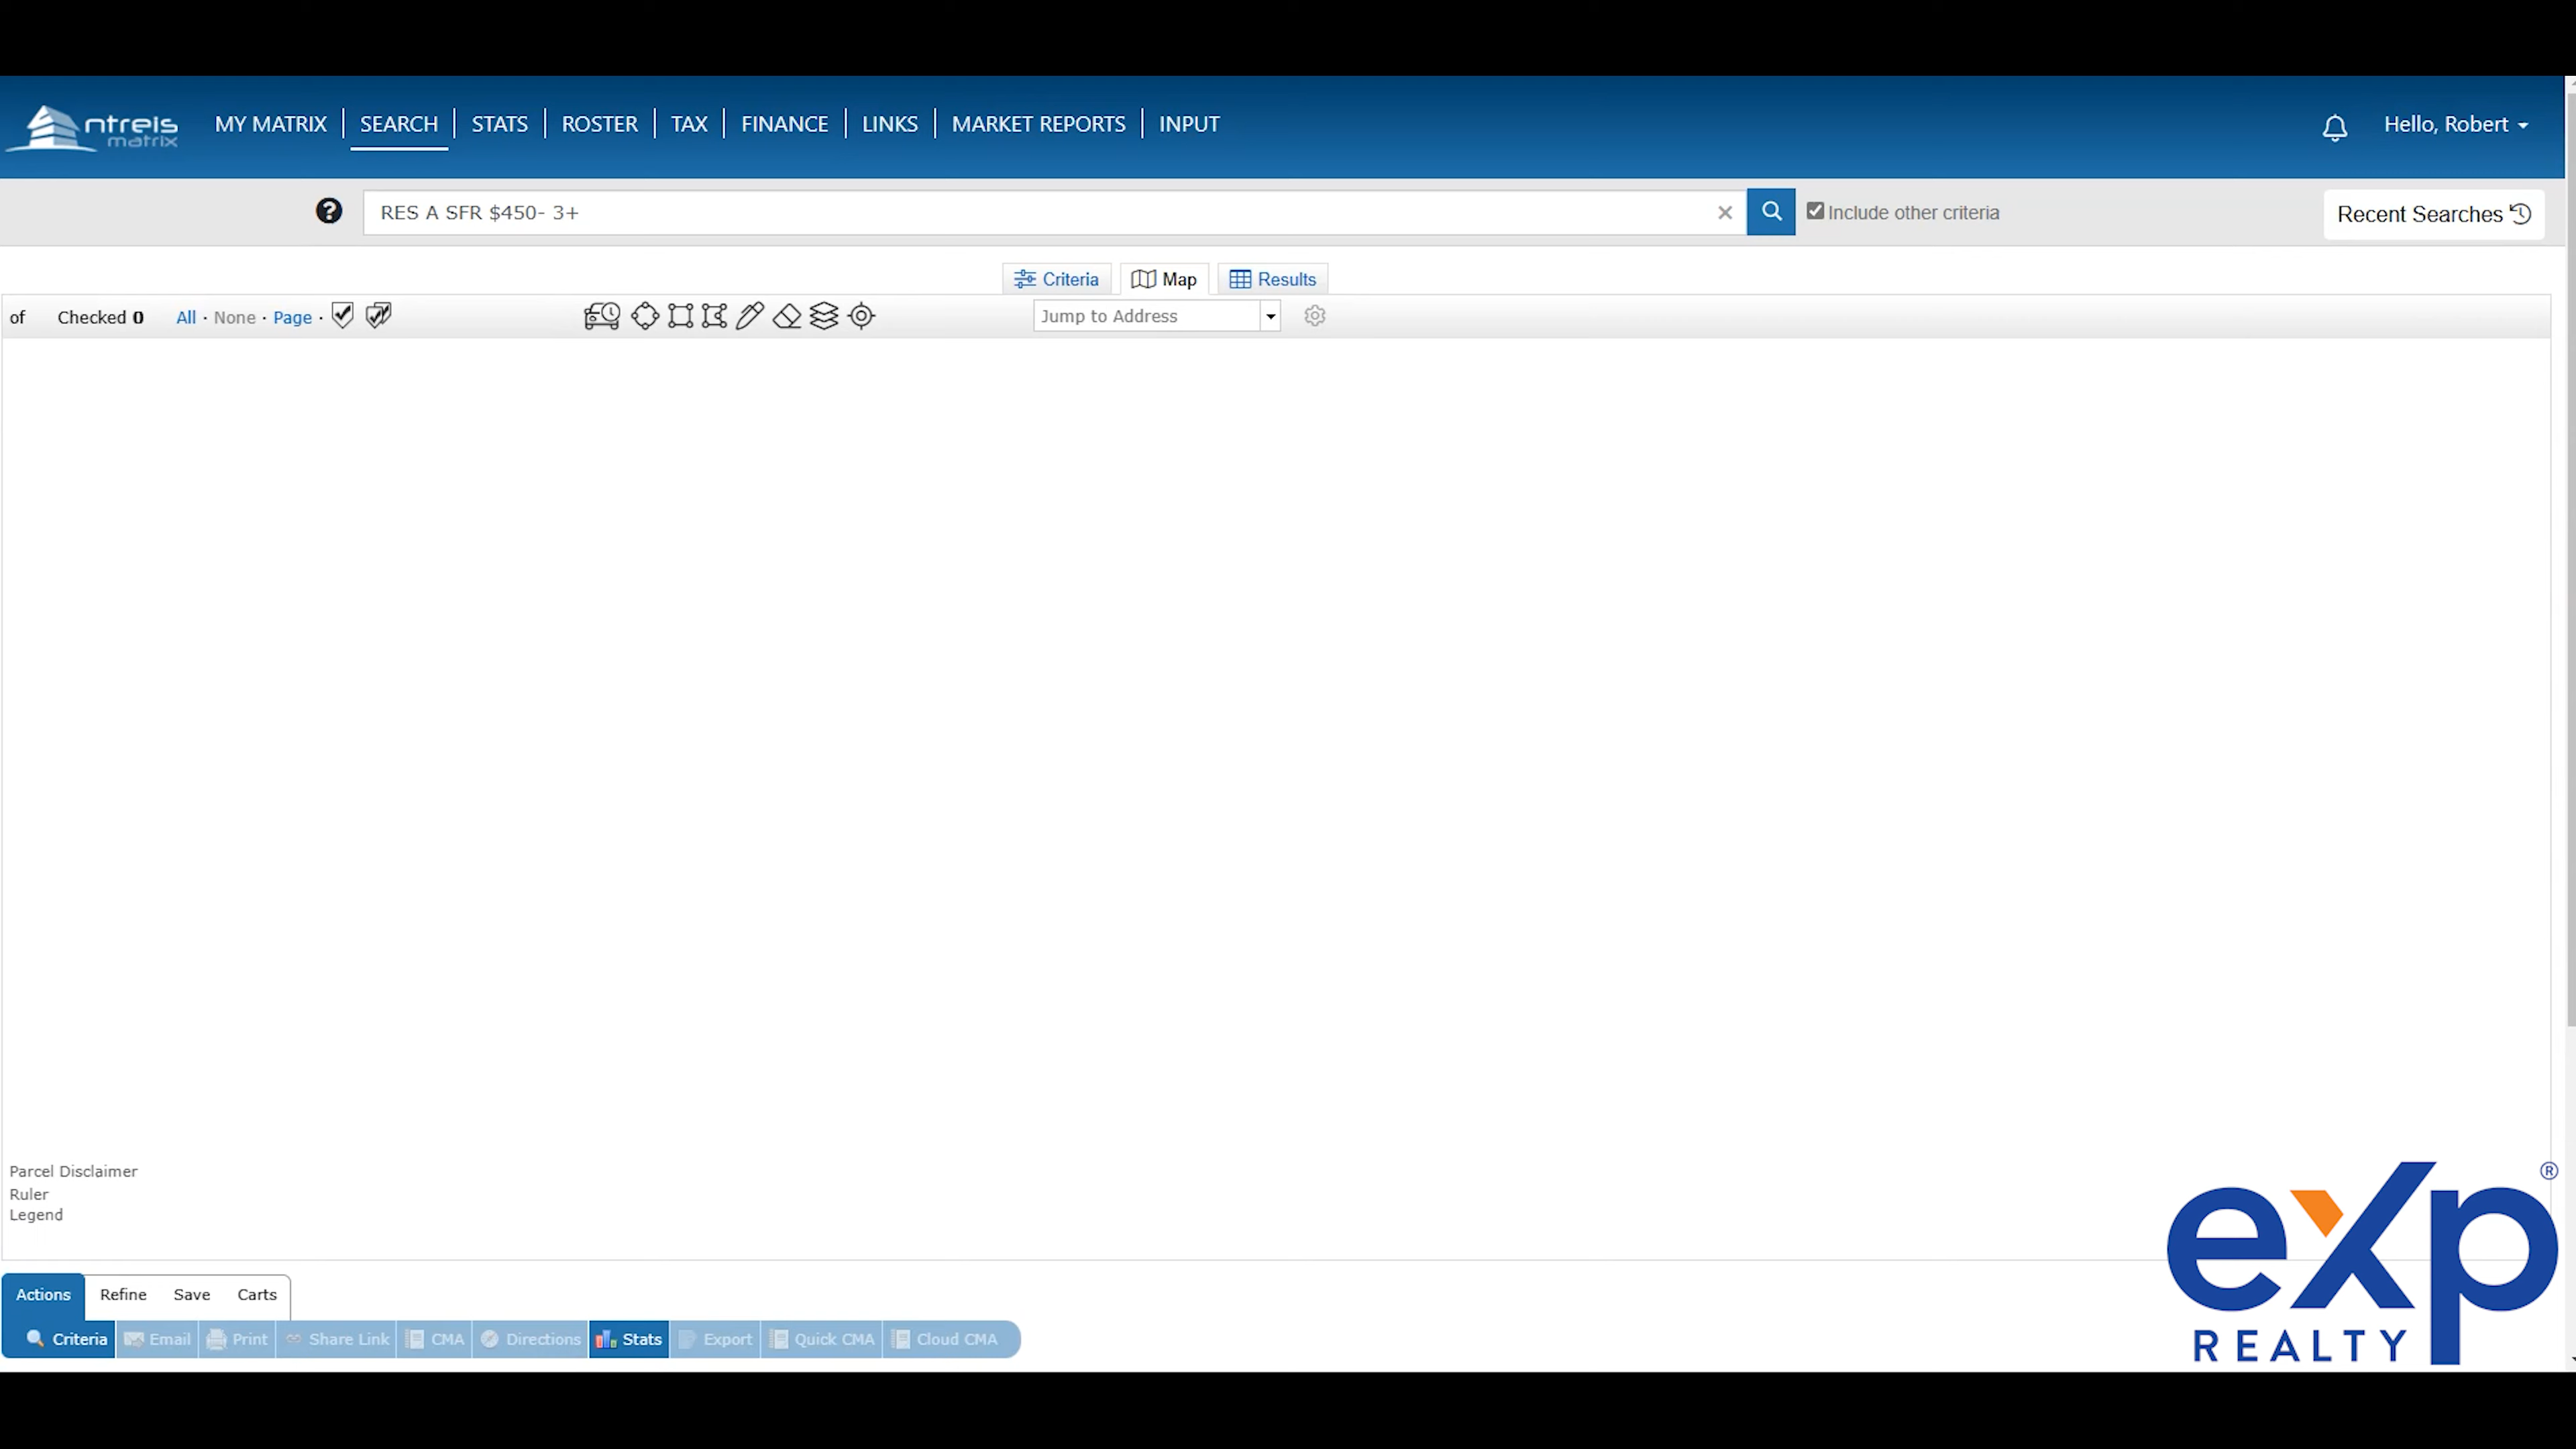 ntreis
matrix
MY MATRIX
SEARCH
STATS
ROSTER
TAX
FINANCE
LINKS
MARKET REPORTS
INPUT
Hello, Robert
RES A SFR $450- 3+
Include other criteria
Recent Searches
Criteria
Map
Results
of Checked 0 All · None · Page ·
Jump to Address
Parcel Disclaimer
Ruler
Legend
Actions
Refine
Save
Carts
Criteria
Email
Print
Share Link
CMA
Directions
Stats
Export
Quick CMA
Cloud CMA
eXp ®
REALTY